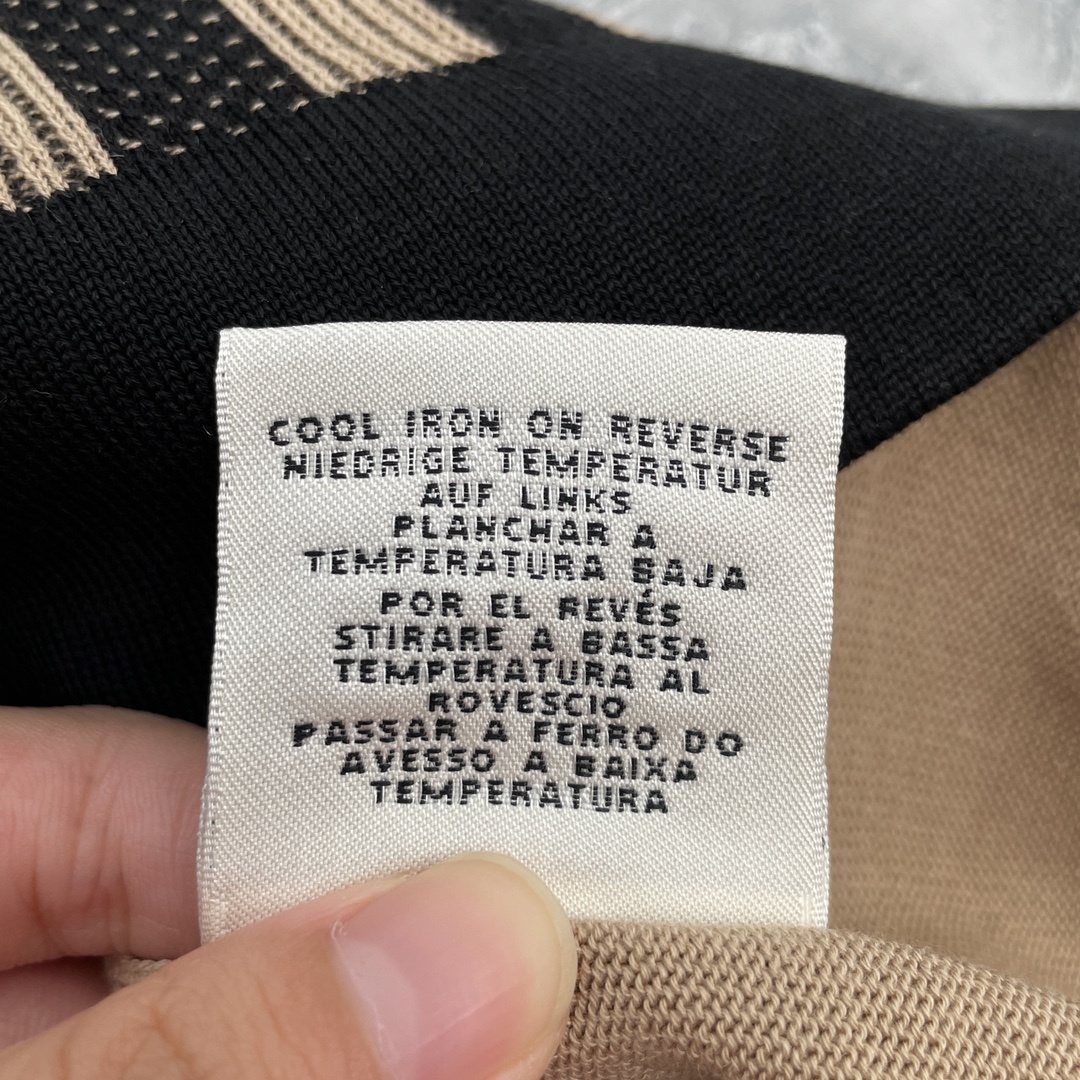 COOL IRON ON REVERSE
NIEDRIGE TEMPERATUR
AUF LINKS
PLANCHAR A
TEMPERATURA BAJA
POR EL REVÉS
STIRARE A BASSA
TEMPERATURA AL
ROVESCIO
PASSAR A FERRO DO
AVESSO A BAIXA
TEMPERATURA